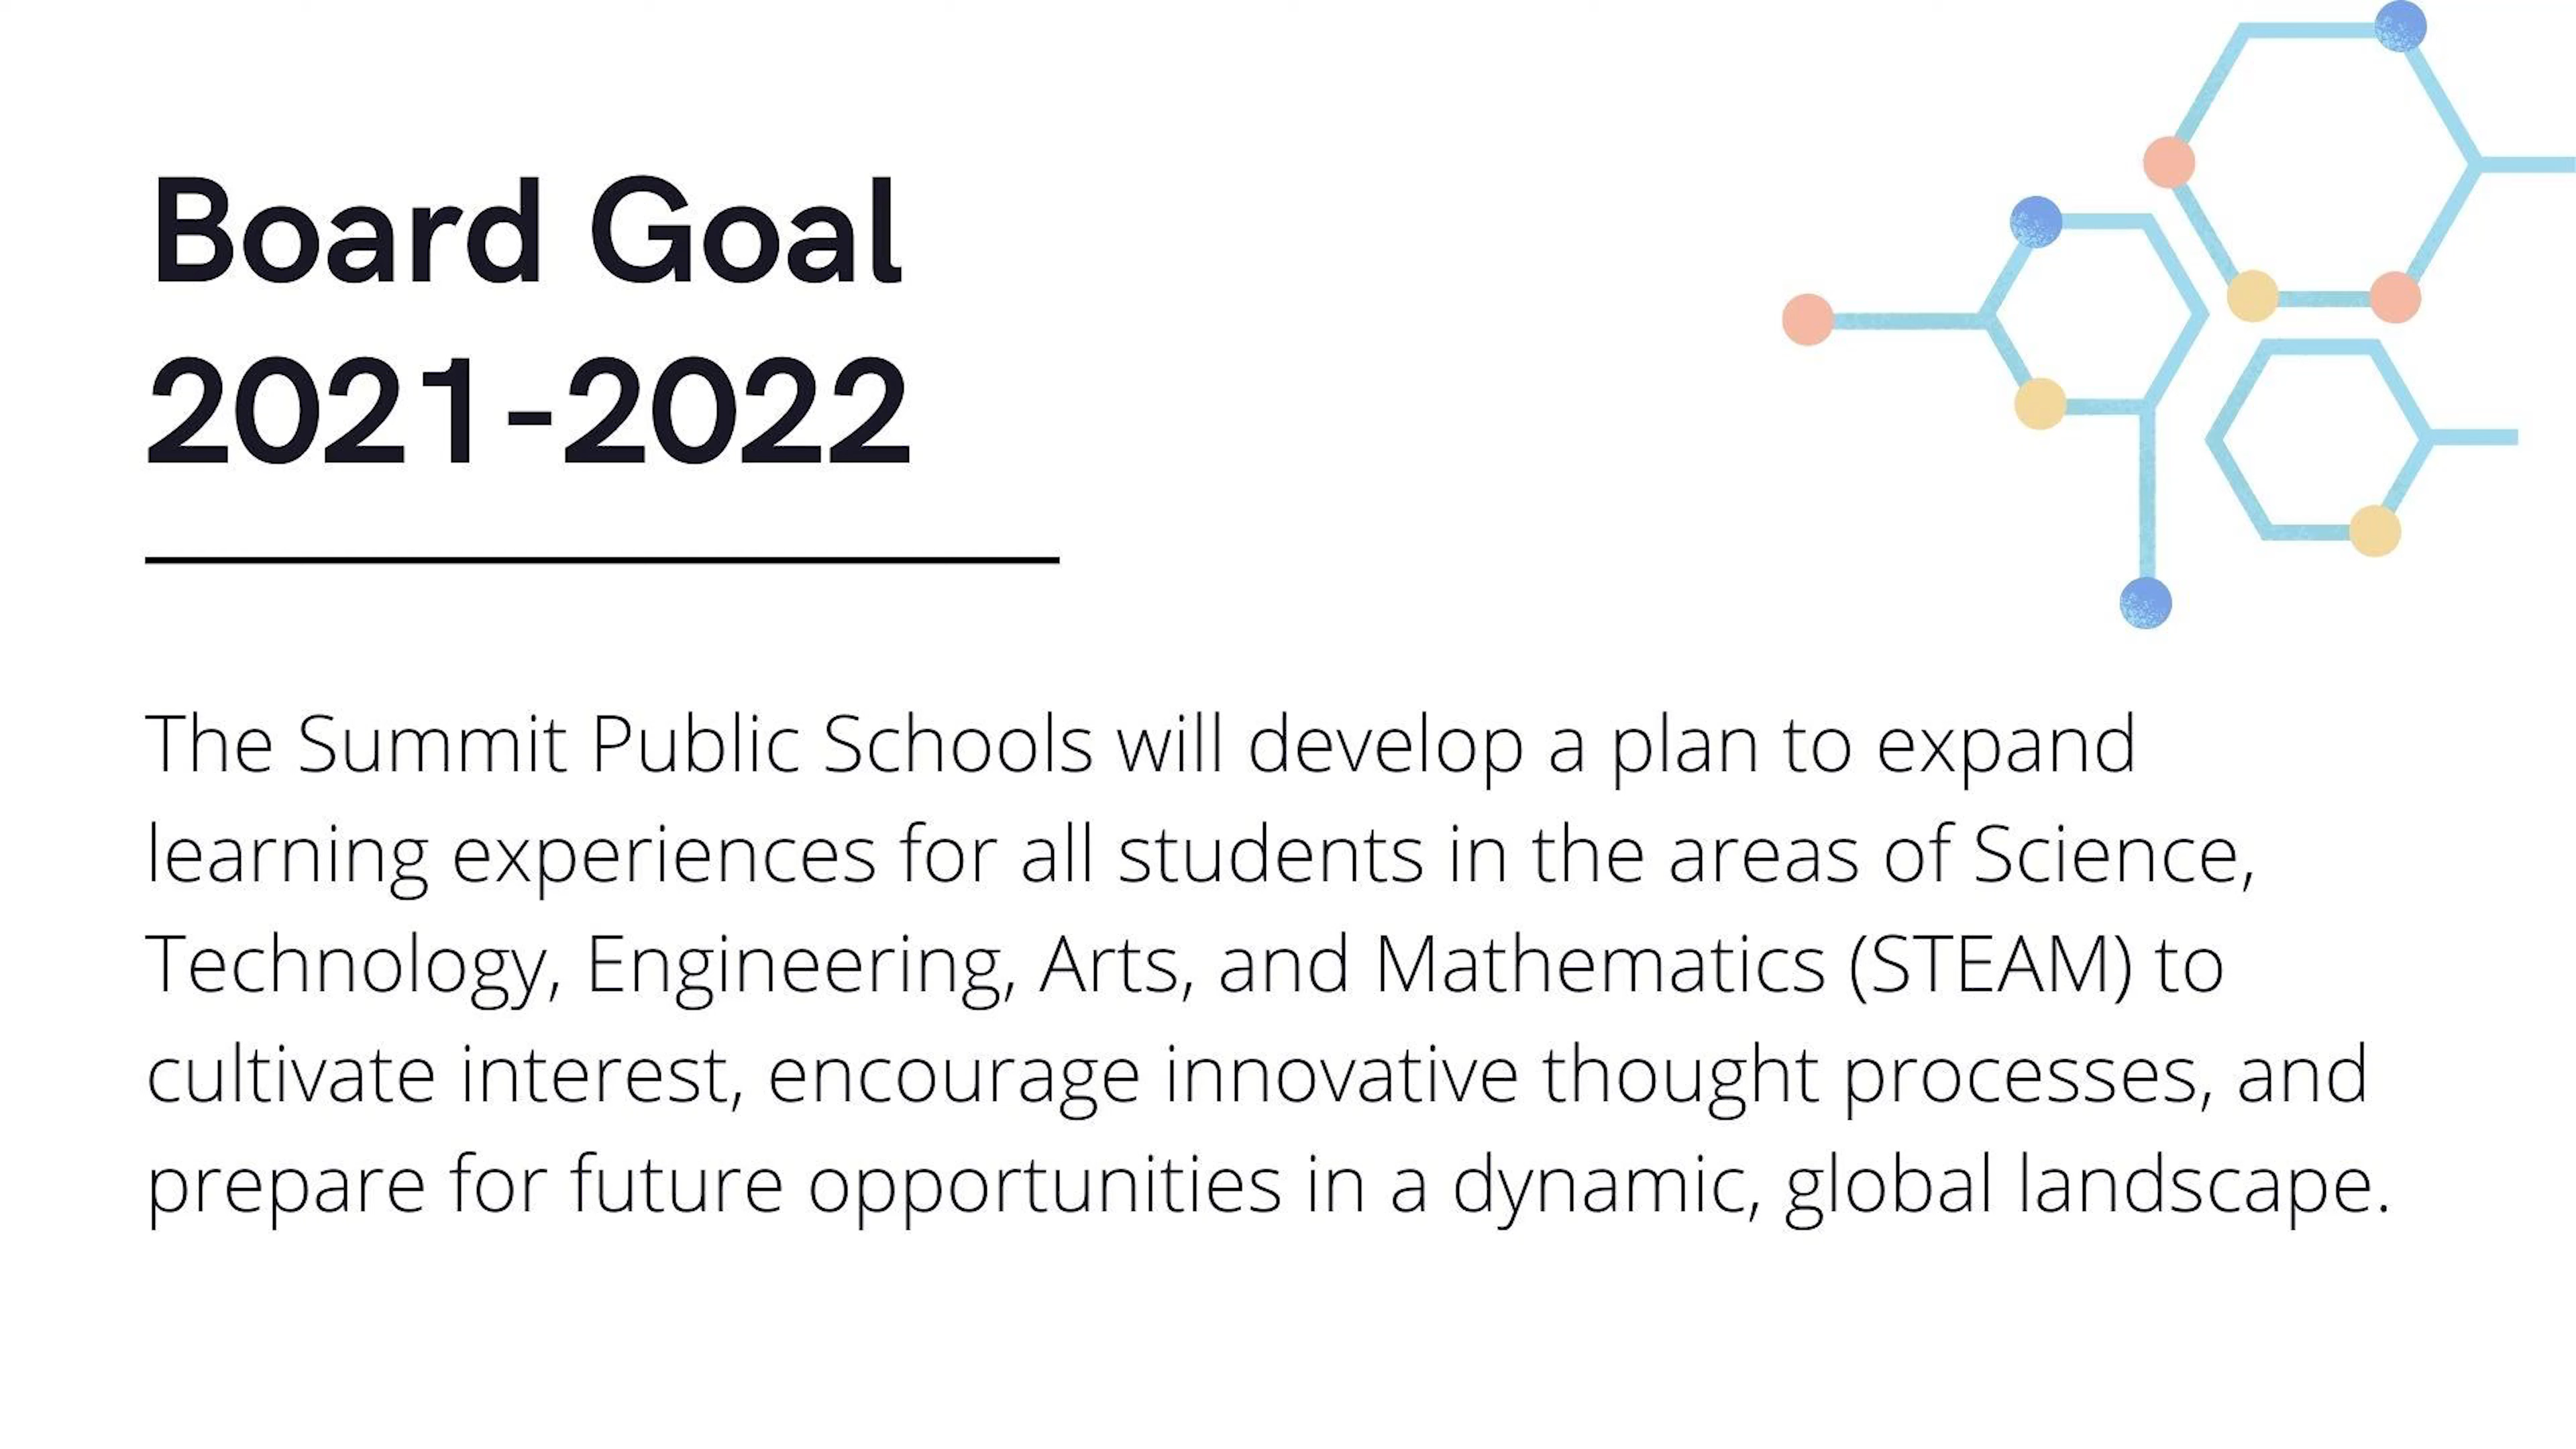 Board Goal
2021-2022
The Summit Public Schools will develop a plan to expand
learning experiences for all students in the areas of Science,
Technology, Engineering, Arts, and Mathematics (STEAM) to
cultivate interest, encourage innovative thought processes, and
prepare for future opportunities in a dynamic, global landscape.